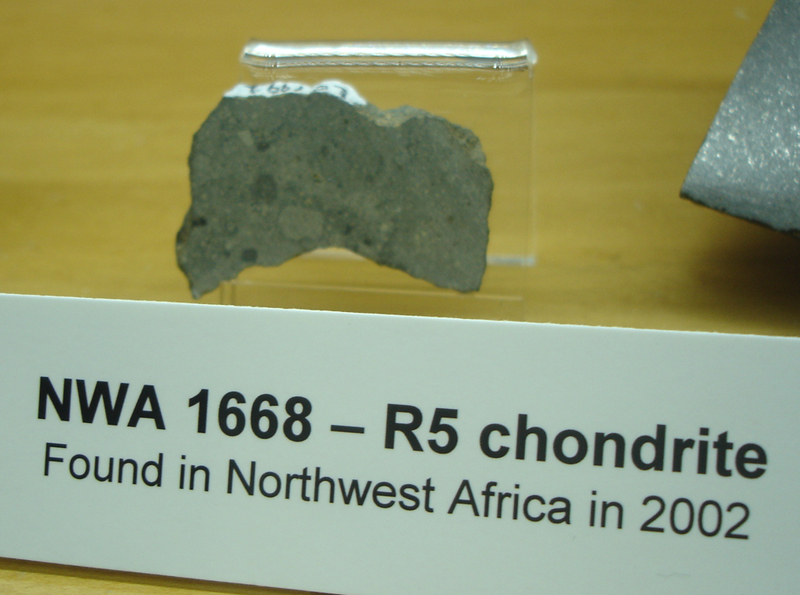 NWA 1668 – R5 chondrite
Found in Northwest Africa in 2002